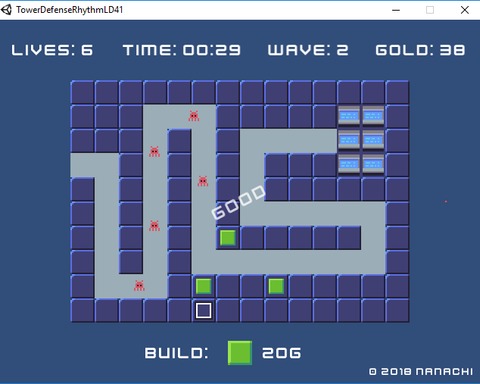 TowerDefenseRhythmLD41
LIVES: 6 TIME: 00:29 WAVE: 2 GOLD: 38
GOOD
BUILD: 20G
© 2018 NANACHI